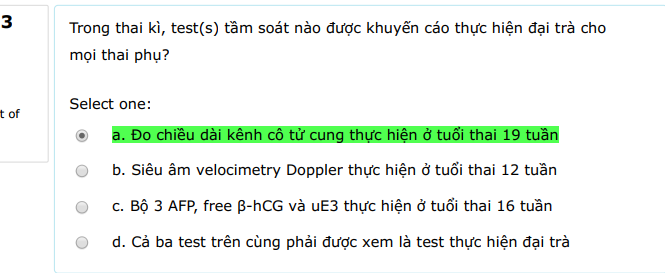 3
Trong thai kì, test(s) tầm soát nào được khuyến cáo thực hiện đại trà cho
mọi thai phụ?
t of
Select one:
a. Đo chiều dài kênh cổ tử cung thực hiện ở tuổi thai 19 tuần
b. Siêu âm velocimetry Doppler thực hiện ở tuổi thai 12 tuần
c. Bộ 3 AFP, free β-hCG và uE3 thực hiện ở tuổi thai 16 tuần
d. Cả ba test trên cùng phải được xem là test thực hiện đại trà